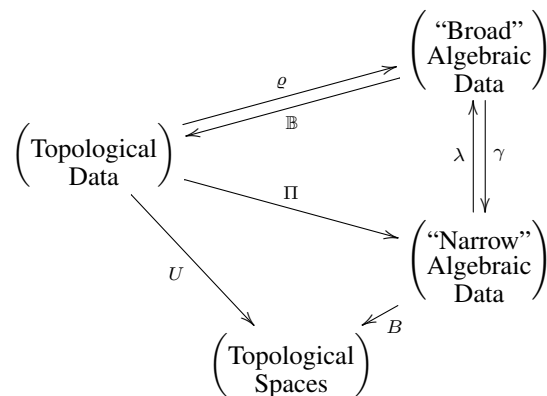 “Broad”
Algebraic
Data
ϱ
𝔹
Topological
Data
λ
γ
Π
“Narrow”
Algebraic
Data
U
B
Topological
Spaces